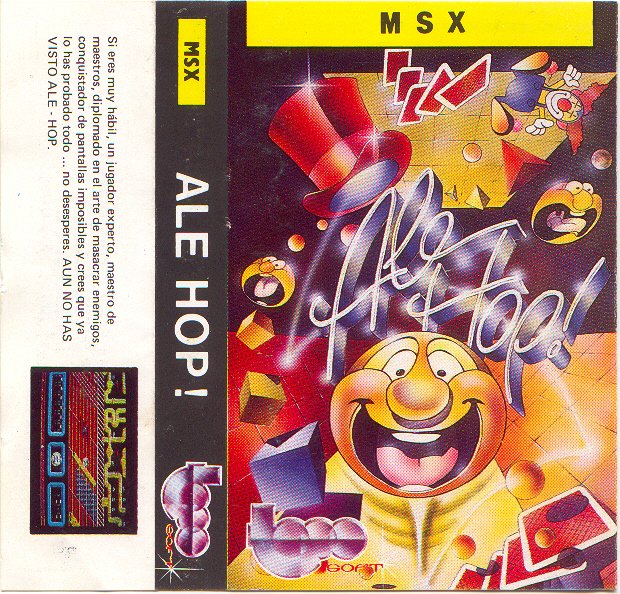 Si eres muy hábil, un jugador experto, maestro de
maestros, diplomado en el arte de masacrar enemigos,
conquistador de pantallas imposibles y crees que ya
lo has probado todo ... no desesperes. AUN NO HAS
VISTO ALE - HOP.
MSX
ALE HOP!
topo
SOFT
MSX
Ale
Hop!
topo
SOFT